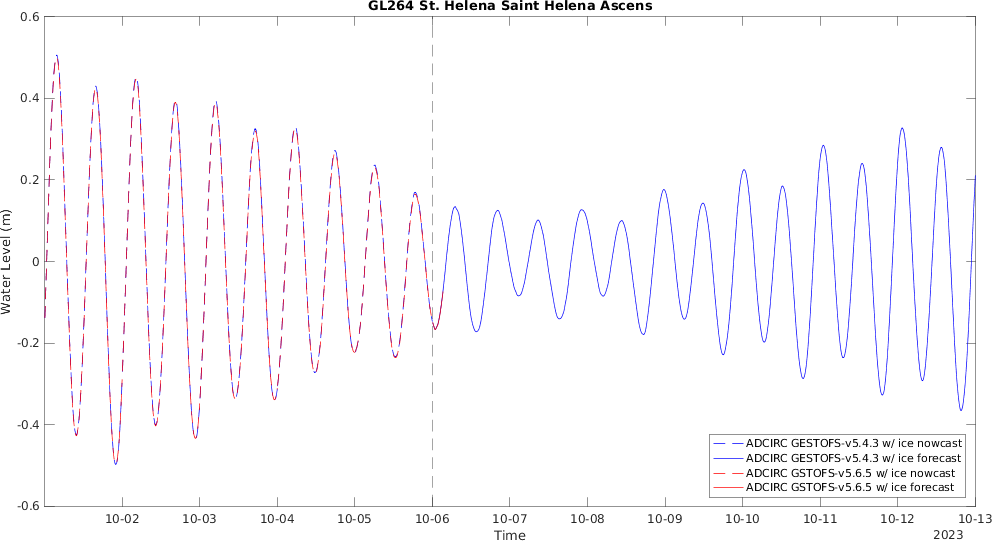 GL264 St. Helena Saint Helena Ascens
0.6
0.4
0.2
0
-0.2
-0.4
-0.6
Water Level (m)
10-02 10-03 10-04 10-05 10-06 10-07 10-08 10-09 10-10 10-11 10-12 10-13
Time
2023
ADCIRC GESTOFS-v5.4.3 w/ ice nowcast
ADCIRC GESTOFS-v5.4.3 w/ ice forecast
ADCIRC GSTOFS-v5.6.5 w/ ice nowcast
ADCIRC GSTOFS-v5.6.5 w/ ice forecast